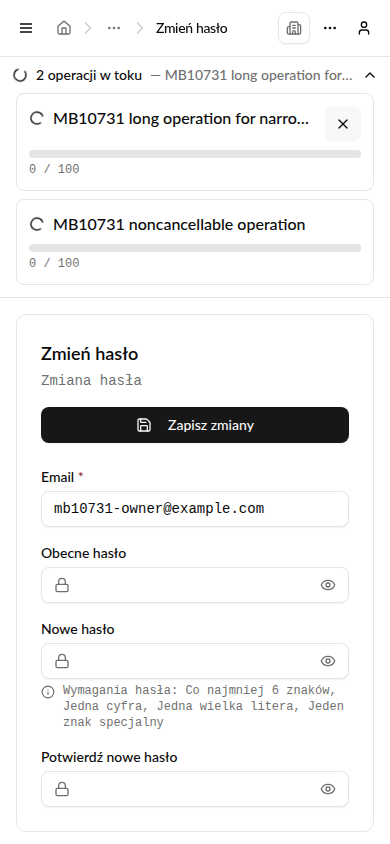 Zmień hasło
2 operacji w toku — MB10731 long operation for...
MB10731 long operation for narro...
0 / 100
MB10731 noncancellable operation
0 / 100
Zmień hasło
Zmiana hasła
Zapisz zmiany
Email *
mb10731-owner@example.com
Obecne hasło
Nowe hasło
Wymagania hasła: Co najmniej 6 znaków,
Jedna cyfra, Jedna wielka litera, Jeden
znak specjalny
Potwierdź nowe hasło